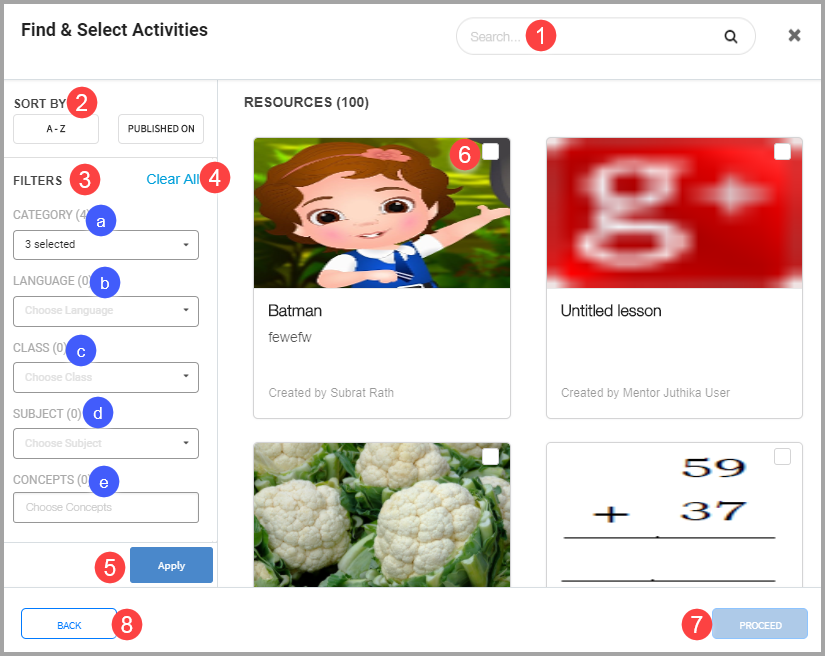 Find & Select Activities
Search...
1
SORT BY
2
A - Z
PUBLISHED ON
FILTERS
3
Clear All
4
CATEGORY (4
a
3 selected
LANGUAGE (0
b
Choose Language
CLASS (0)
c
Choose Class
SUBJECT (0)
d
Choose Subject
CONCEPTS (0
e
Choose Concepts
5
Apply
RESOURCES (100)
6
Batman
fewefw
Created by Subrat Rath
g+
Untitled lesson
Created by Mentor Juthika User
59
+ 37
BACK
8
7
PROCEED